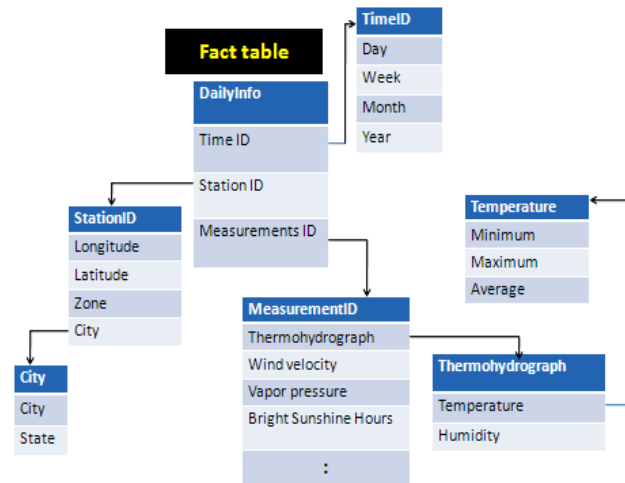 Fact table
DailyInfo
Time ID
Station ID
Measurements ID
TimeID
Day
Week
Month
Year
StationID
Longitude
Latitude
Zone
City
City
City
State
Temperature
Minimum
Maximum
Average
MeasurementID
Thermohydrograph
Wind velocity
Vapor pressure
Bright Sunshine Hours
:
Thermohydrograph
Temperature
Humidity